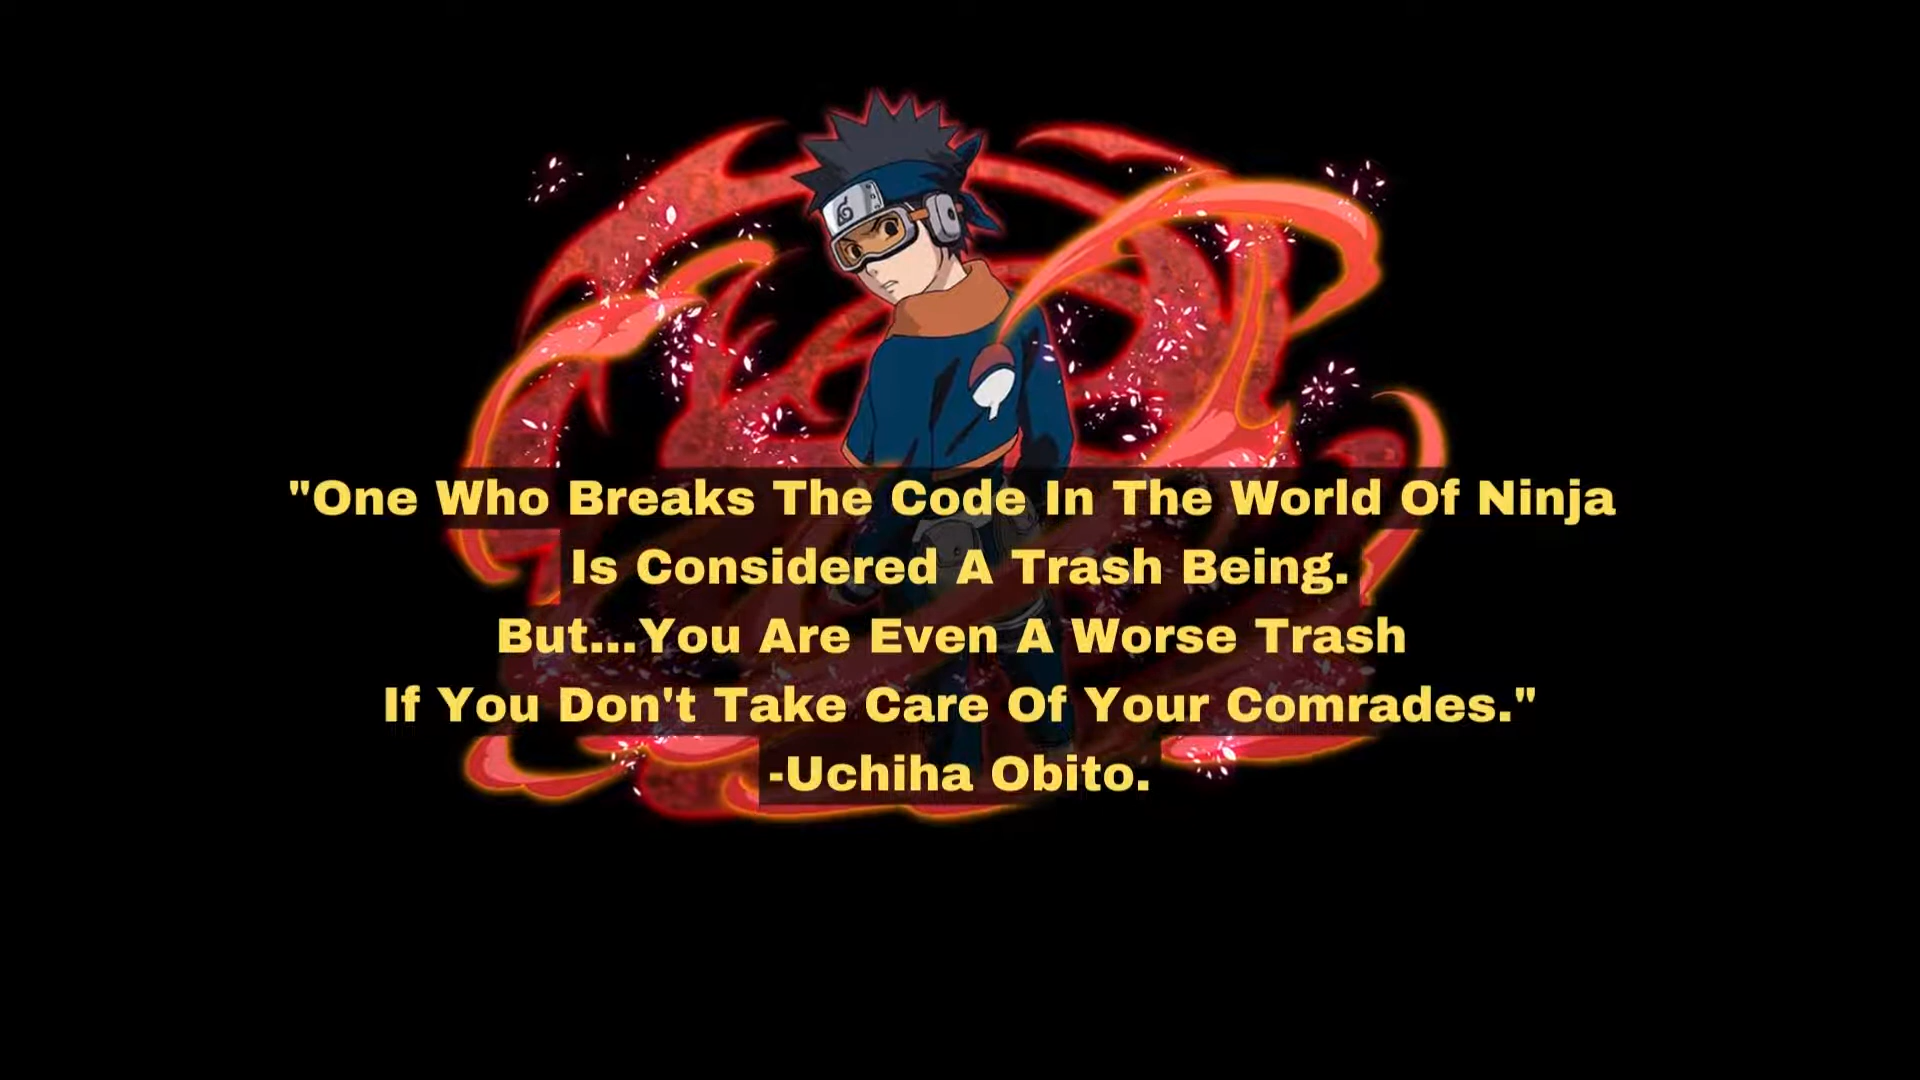 "One Who Breaks The Code In The World Of Ninja
Is Considered A Trash Being.
But...You Are Even A Worse Trash
If You Don't Take Care Of Your Comrades."
-Uchiha Obito.